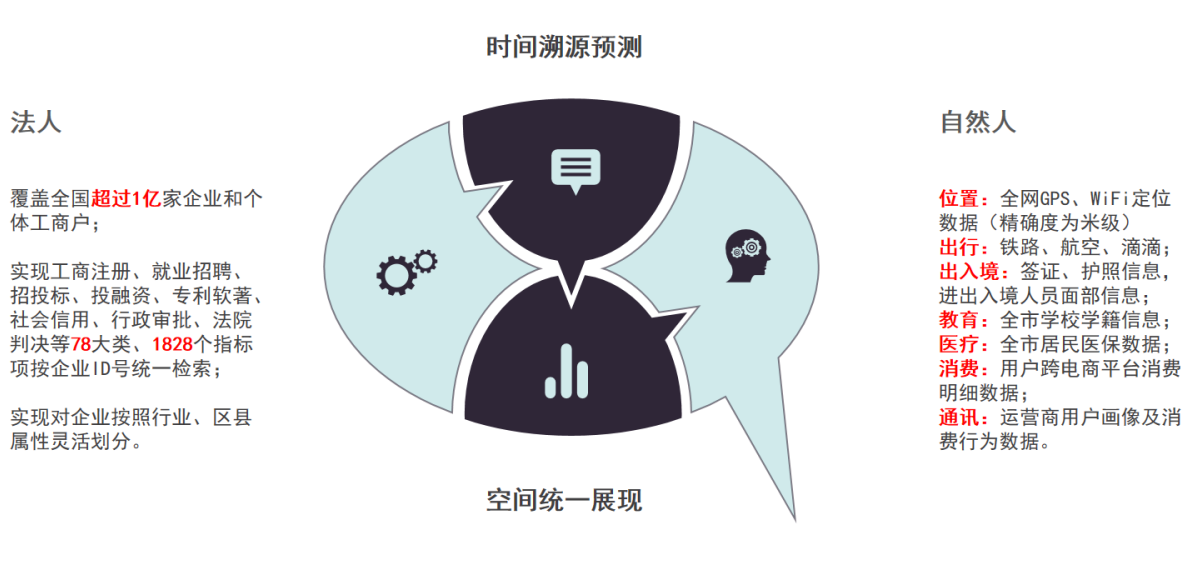 时间溯源预测
法人
覆盖全国超过1亿家企业和个
体工商户；
实现工商注册、就业招聘、
招投标、投融资、专利软著、
社会信用、行政审批、法院
判决等78大类、1828个指标
项按企业ID号统一检索；
实现对企业按照行业、区县
属性灵活划分。
自然人
位置：全网GPS、WiFi定位
数据（精确度为米级）
出行：铁路、航空、滴滴；
出入境：签证、护照信息，
进出入境人员面部信息；
教育：全市学校学籍信息；
医疗：全市居民医保数据；
消费：用户跨电商平台消费
明细数据；
通讯：运营商用户画像及消
费行为数据。
空间统一展现